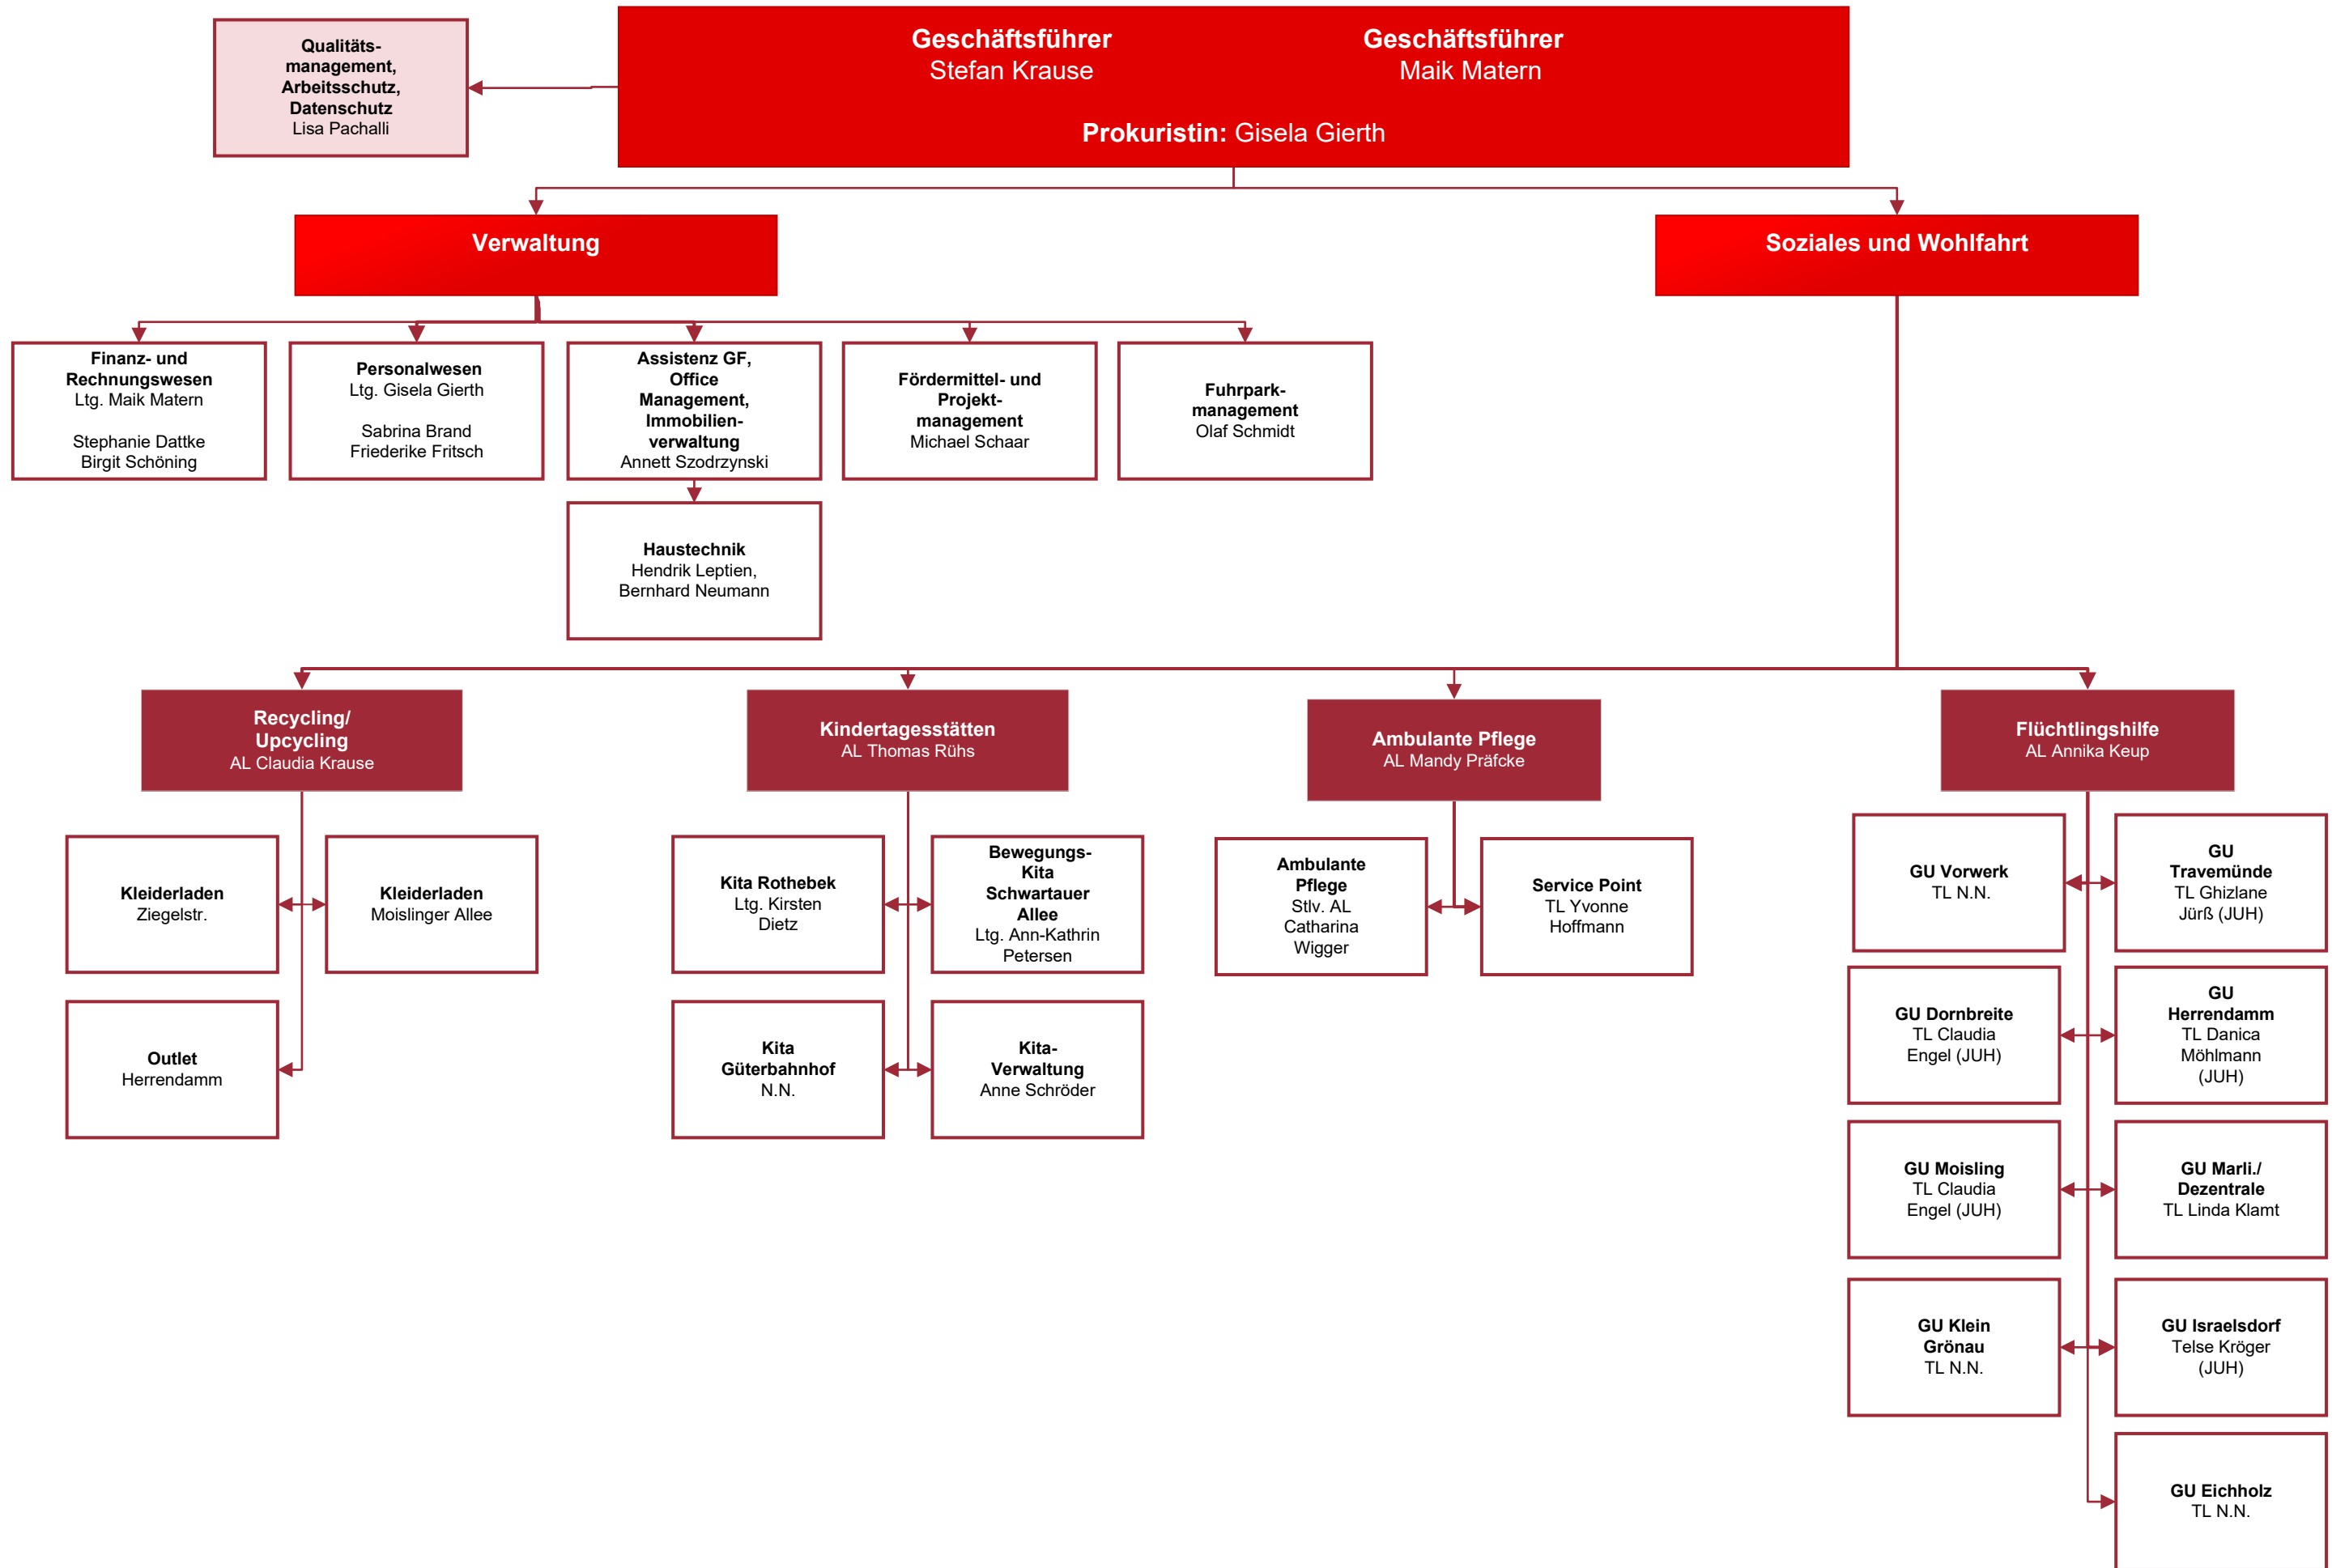 Qualitäts-
management,
Arbeitsschutz,
Datenschutz
Lisa Pachalli
Geschäftsführer
Stefan Krause
Geschäftsführer
Maik Matern
Prokuristin: Gisela Gierth
Verwaltung
Soziales und Wohlfahrt
Finanz- und
Rechnungswesen
Ltg. Maik Matern
Stephanie Dattke
Birgit Schöning
Personalwesen
Ltg. Gisela Gierth
Sabrina Brand
Friederike Fritsch
Assistenz GF,
Office
Management,
Immobilien-
verwaltung
Annett Szodrzynski
Fördermittel- und
Projekt-
management
Michael Schaar
Fuhrpark-
management
Olaf Schmidt
Haustechnik
Hendrik Leptien,
Bernhard Neumann
Recycling/
Upcycling
AL Claudia Krause
Kindertagesstätten
AL Thomas Rühs
Ambulante Pflege
AL Mandy Präfcke
Flüchtlingshilfe
AL Annika Keup
Kleiderladen
Ziegelstr.
Kleiderladen
Moislinger Allee
Outlet
Herrendamm
Kita Rothebek
Ltg. Kirsten
Dietz
Bewegungs-
Kita
Schwartauer
Allee
Ltg. Ann-Kathrin
Petersen
Kita
Güterbahnhof
N.N.
Kita-
Verwaltung
Anne Schröder
Ambulante
Pflege
Stlv. AL
Catharina
Wigger
Service Point
TL Yvonne
Hoffmann
GU Vorwerk
TL N.N.
GU
Travemünde
TL Ghizlane
Jürß (JUH)
GU Dornbreite
TL Claudia
Engel (JUH)
GU
Herrendamm
TL Danica
Möhlmann
(JUH)
GU Moisling
TL Claudia
Engel (JUH)
GU Marli./
Dezentrale
TL Linda Klamt
GU Klein
Grönau
TL N.N.
GU Israelsdorf
Telse Kröger
(JUH)
GU Eichholz
TL N.N.